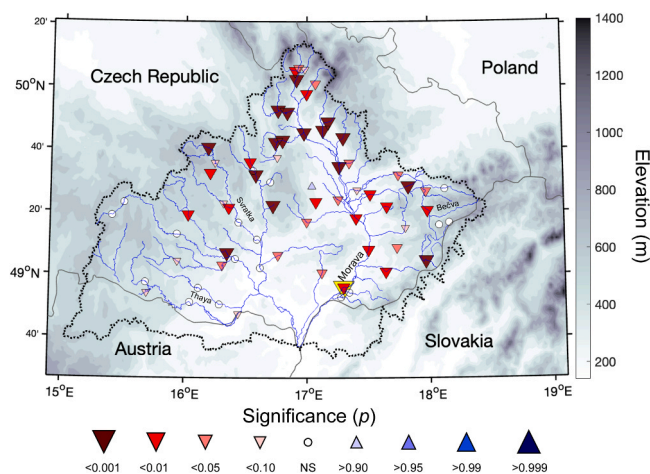 20'
50°N
40'
20'
49°N
40'
15°E
16°E
17°E
18°E
19°E
Czech Republic
Poland
Austria
Slovakia
Svratka
Bečva
Morava
Thaya
1400
1200
1000
800
600
400
200
Elevation (m)
Significance (p)
<0.001 <0.01 <0.05 <0.10 NS >0.90 >0.95 >0.99 >0.9999